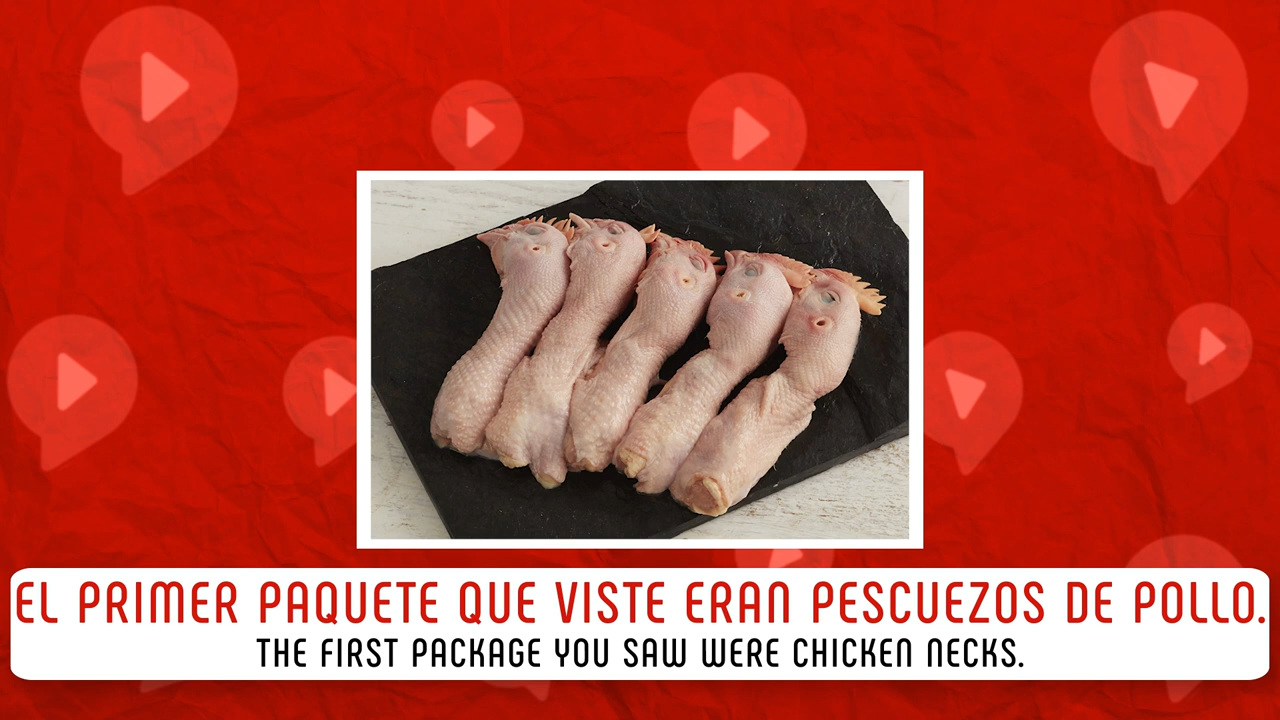 EL PRIMER PAQUETE QUE VISTE ERAN PESCUEZOS DE POLLO.
THE FIRST PACKAGE YOU SAW WERE CHICKEN NECKS.